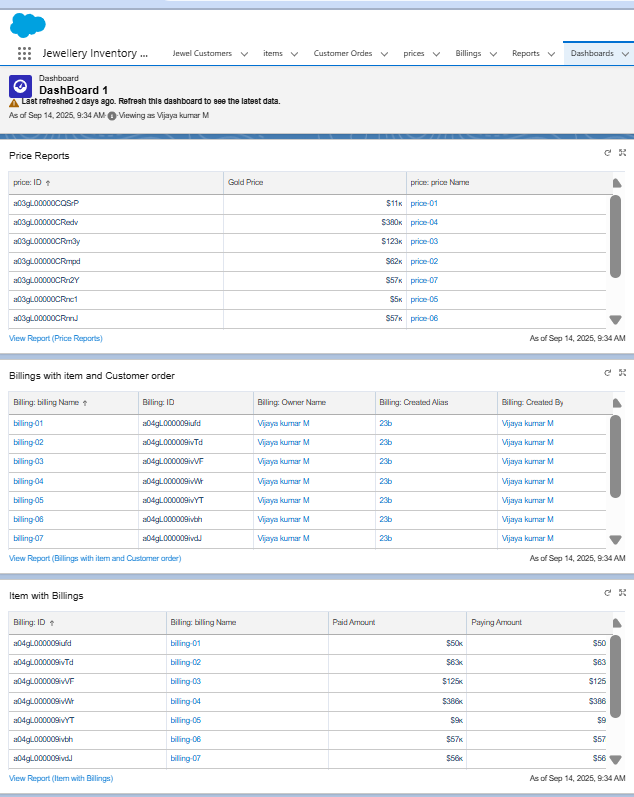 Jewellery Inventory ...
Jewel Customers
items
Customer Ordes
prices
Billings
Reports
Dashboards
Dashboard
DashBoard 1
Last refreshed 2 days ago. Refresh this dashboard to see the latest data.
As of Sep 14, 2025, 9:34 AM Viewing as Vijaya kumar M
Price Reports
price: ID ↑ Gold Price price: price Name
a03gL00000CQSrP $11K price-01
a03gL00000CRedv $380K price-04
a03gL00000CRm3y $123K price-03
a03gL00000CRmpd $62K price-02
a03gL00000CRn2Y $57K price-07
a03gL00000CRnc1 $5K price-05
a03gL00000CRnnJ $57K price-06
View Report (Price Reports) As of Sep 14, 2025, 9:34 AM
Billings with item and Customer order
Billing: billing Name ↑ Billing: ID Billing: Owner Name Billing: Created Alias Billing: Created By
billing-01 a04gL000009iufd Vijaya kumar M 23b Vijaya kumar M
billing-02 a04gL000009ivTd Vijaya kumar M 23b Vijaya kumar M
billing-03 a04gL000009ivVF Vijaya kumar M 23b Vijaya kumar M
billing-04 a04gL000009ivWr Vijaya kumar M 23b Vijaya kumar M
billing-05 a04gL000009ivYT Vijaya kumar M 23b Vijaya kumar M
billing-06 a04gL000009ivbh Vijaya kumar M 23b Vijaya kumar M
billing-07 a04gL000009ivdJ Vijaya kumar M 23b Vijaya kumar M
View Report (Billings with item and Customer order) As of Sep 14, 2025, 9:34 AM
Item with Billings
Billing: ID ↑ Billing: billing Name Paid Amount Paying Amount
a04gL000009iufd billing-01 $50K $50
a04gL000009ivTd billing-02 $63K $63
a04gL000009ivVF billing-03 $125K $125
a04gL000009ivWr billing-04 $386K $386
a04gL000009ivYT billing-05 $9K $9
a04gL000009ivbh billing-06 $57K $57
a04gL000009ivdJ billing-07 $56K $56
View Report (Item with Billings) As of Sep 14, 2025, 9:34 AM